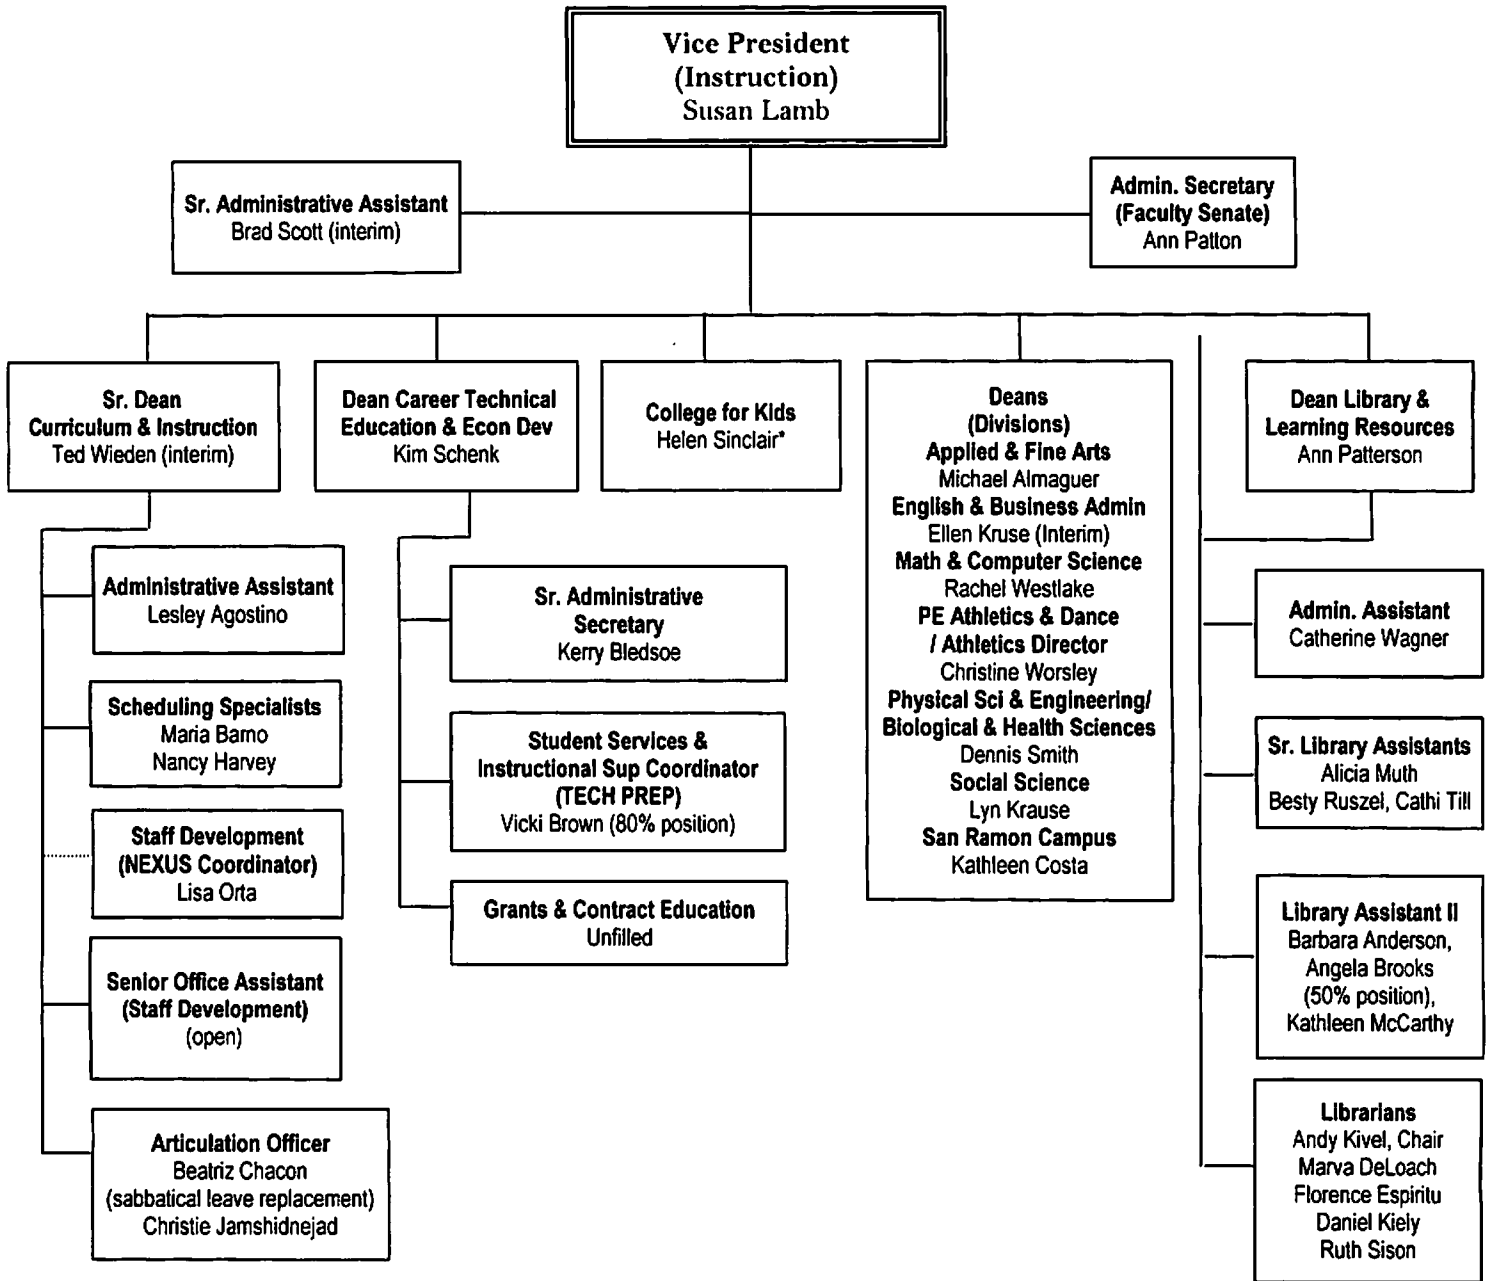 Vice President
(Instruction)
Susan Lamb
Sr. Administrative Assistant
Brad Scott (interim)
Admin. Secretary
(Faculty Senate)
Ann Patton
Sr. Dean
Curriculum & Instruction
Ted Wieden (interim)
Dean Career Technical
Education & Econ Dev
Kim Schenk
College for Kids
Helen Sinclair*
Deans
(Divisions)
Applied & Fine Arts
Michael Almaguer
English & Business Admin
Ellen Kruse (Interim)
Math & Computer Science
Rachel Westlake
PE Athletics & Dance
/ Athletics Director
Christine Worsley
Physical Sci & Engineering/
Biological & Health Sciences
Dennis Smith
Social Science
Lyn Krause
San Ramon Campus
Kathleen Costa
Dean Library &
Learning Resources
Ann Patterson
Administrative Assistant
Lesley Agostino
Scheduling Specialists
Maria Barno
Nancy Harvey
Staff Development
(NEXUS Coordinator)
Lisa Orta
Senior Office Assistant
(Staff Development)
(open)
Articulation Officer
Beatriz Chacon
(sabbatical leave replacement)
Christie Jamshidnejad
Sr. Administrative
Secretary
Kerry Bledsoe
Student Services &
Instructional Sup Coordinator
(TECH PREP)
Vicki Brown (80% position)
Grants & Contract Education
Unfilled
Admin. Assistant
Catherine Wagner
Sr. Library Assistants
Alicia Muth
Besty Ruszel, Cathi Till
Library Assistant II
Barbara Anderson,
Angela Brooks
(50% position),
Kathleen McCarthy
Librarians
Andy Kivel, Chair
Marva DeLoach
Florence Espiritu
Daniel Kiely
Ruth Sison